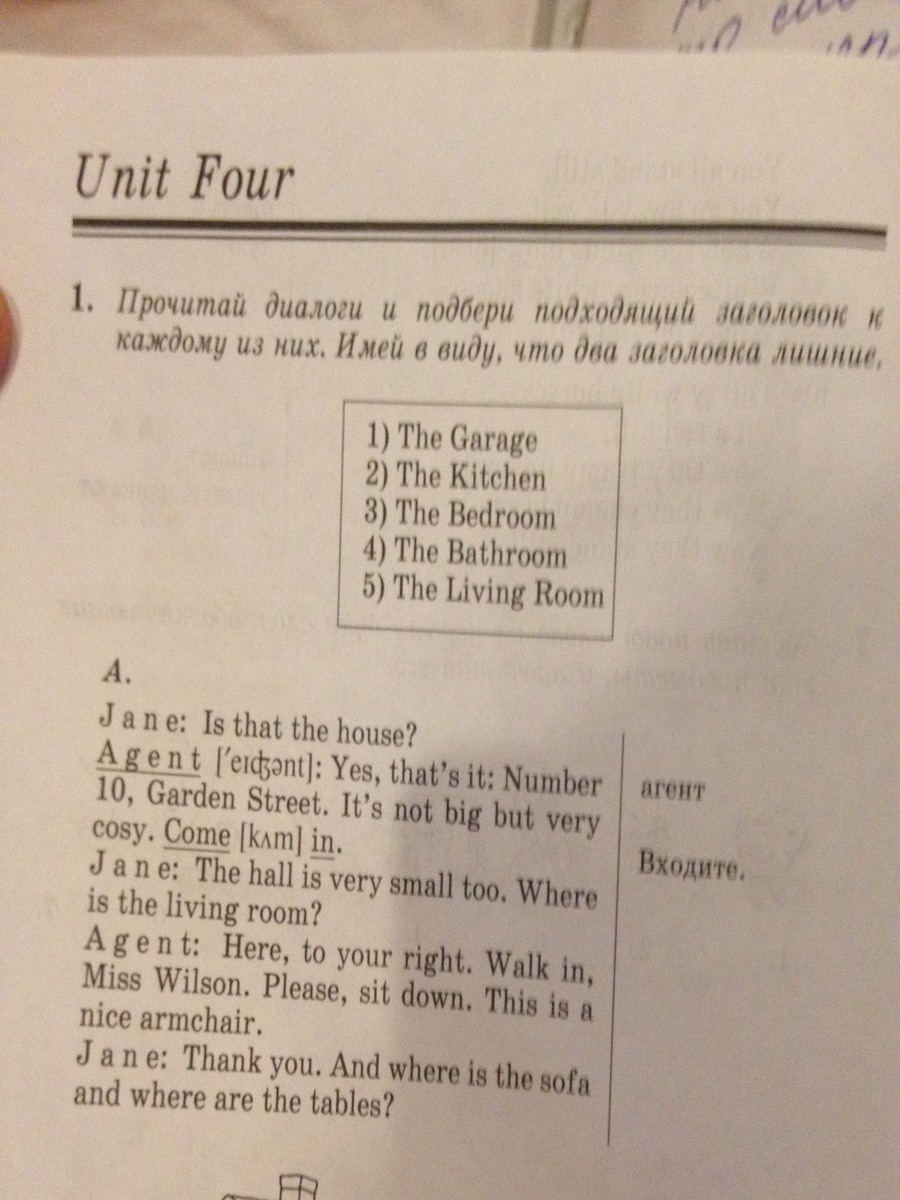 Unit Four
1. Прочитай диалоги и подбери подходящий заголовок к
каждому из них. Имей в виду, что два заголовка лишние.
1) The Garage
2) The Kitchen
3) The Bedroom
4) The Bathroom
5) The Living Room
A.
Jane: Is that the house?
Agent [ˈeɪʤənt]: Yes, that's it: Number
10, Garden Street. It's not big but very
cosy. Come [kʌm] in.
Jane: The hall is very small too. Where
is the living room?
Agent: Here, to your right. Walk in,
Miss Wilson. Please, sit down. This is a
nice armchair.
Jane: Thank you. And where is the sofa
and where are the tables?
агент
Входите.